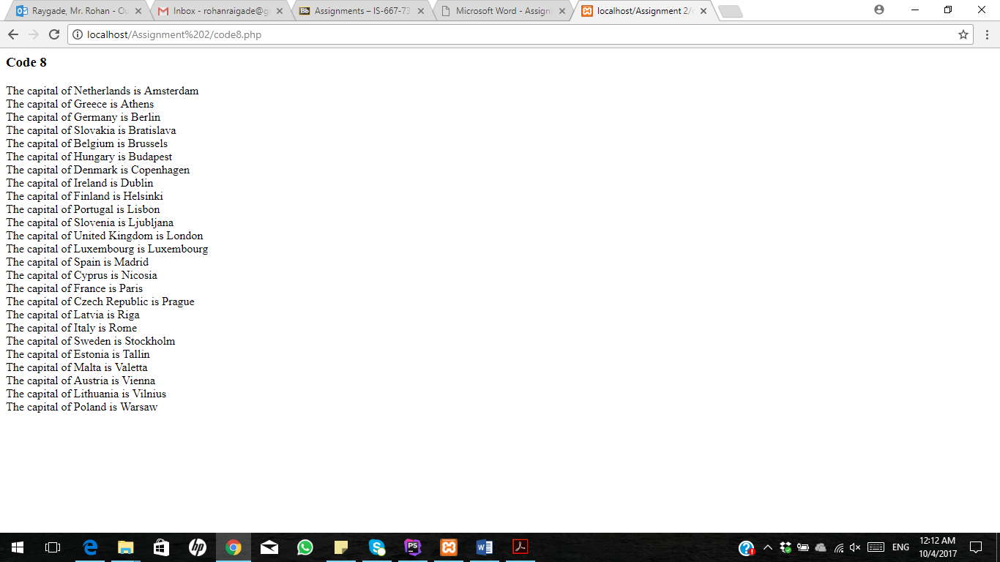 Raygade, Mr. Rohan - Ou
Inbox - rohanraigade@g
Bb Assignments – IS-667-73
Microsoft Word - Assign
localhost/Assignment 2/c
localhost/Assignment%202/code8.php
Code 8
The capital of Netherlands is Amsterdam
The capital of Greece is Athens
The capital of Germany is Berlin
The capital of Slovakia is Bratislava
The capital of Belgium is Brussels
The capital of Hungary is Budapest
The capital of Denmark is Copenhagen
The capital of Ireland is Dublin
The capital of Finland is Helsinki
The capital of Portugal is Lisbon
The capital of Slovenia is Ljubljana
The capital of United Kingdom is London
The capital of Luxembourg is Luxembourg
The capital of Spain is Madrid
The capital of Cyprus is Nicosia
The capital of France is Paris
The capital of Czech Republic is Prague
The capital of Latvia is Riga
The capital of Italy is Rome
The capital of Sweden is Stockholm
The capital of Estonia is Tallin
The capital of Malta is Valetta
The capital of Austria is Vienna
The capital of Lithuania is Vilnius
The capital of Poland is Warsaw
hp
PS
ENG
12:12 AM
10/4/2017